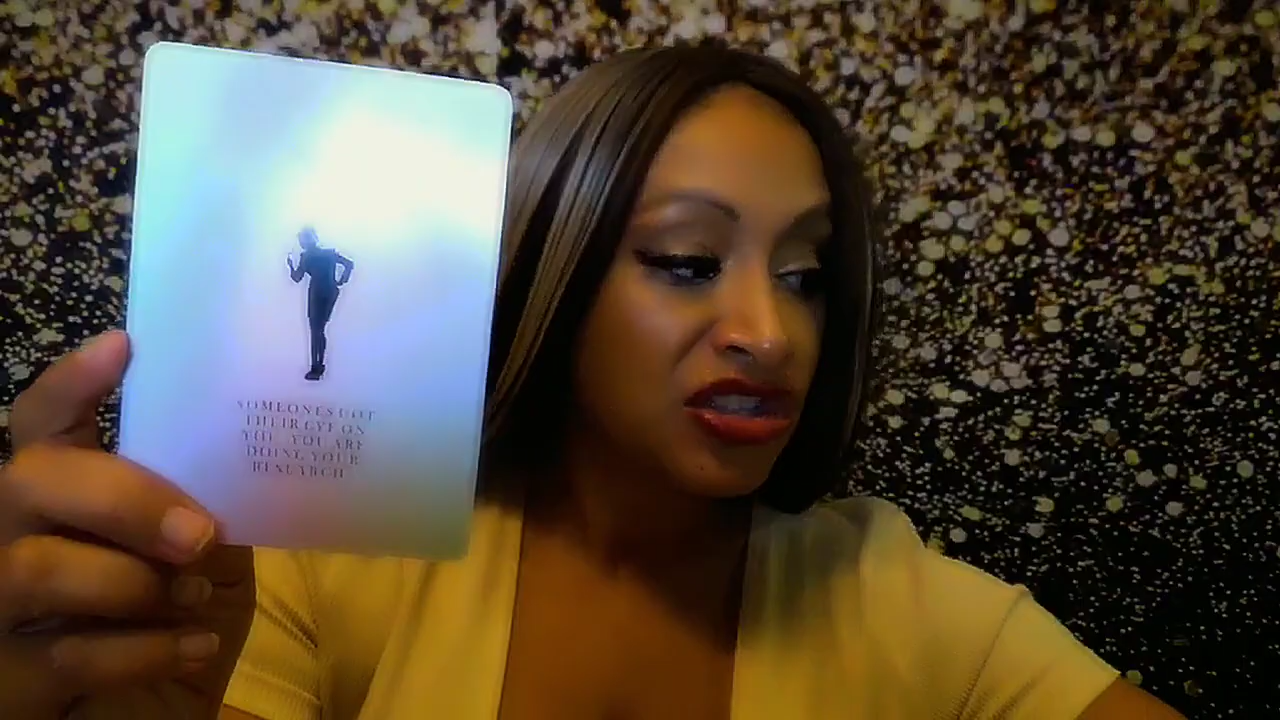 SOMEONES GOT
THEIR EYE ON
YOU. YOU ARE
DOING YOUR
RESEARCH